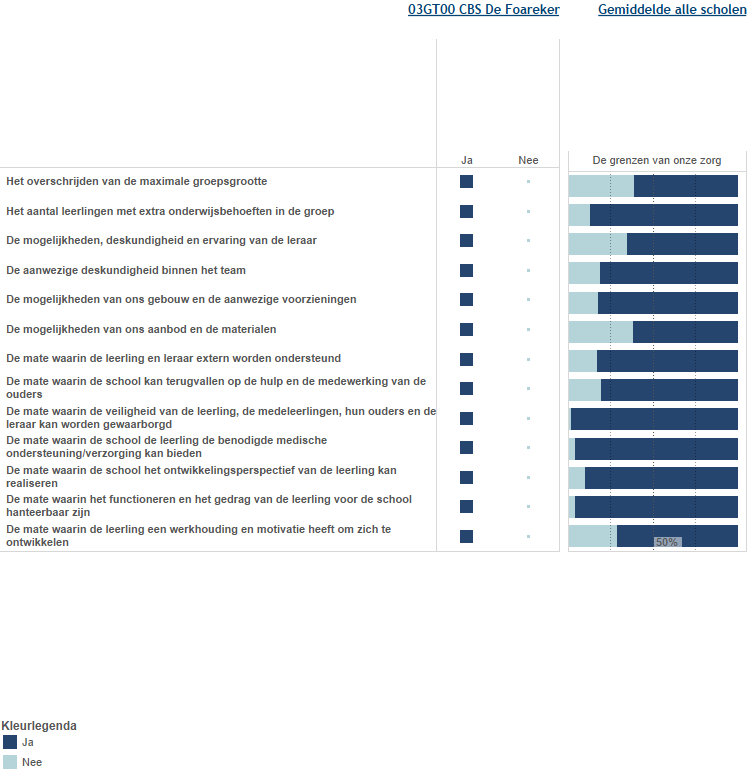 03GT00 CBS De Foareker Gemiddelde alle scholen
Ja Nee De grenzen van onze zorg
Het overschrijden van de maximale groepsgrootte
Het aantal leerlingen met extra onderwijsbehoeften in de groep
De mogelijkheden, deskundigheid en ervaring van de leraar
De aanwezige deskundigheid binnen het team
De mogelijkheden van ons gebouw en de aanwezige voorzieningen
De mogelijkheden van ons aanbod en de materialen
De mate waarin de leerling en leraar extern worden ondersteund
De mate waarin de school kan terugvallen op de hulp en de medewerking van de
ouders
De mate waarin de veiligheid van de leerling, de medeleerlingen, hun ouders en de
leraar kan worden gewaarborgd
De mate waarin de school de leerling de benodigde medische
ondersteuning/verzorging kan bieden
De mate waarin de school het ontwikkelingsperspectief van de leerling kan
realiseren
De mate waarin het functioneren en het gedrag van de leerling voor de school
hanteerbaar zijn
De mate waarin de leerling een werkhouding en motivatie heeft om zich te
ontwikkelen
50%
Kleurlegenda
Ja
Nee